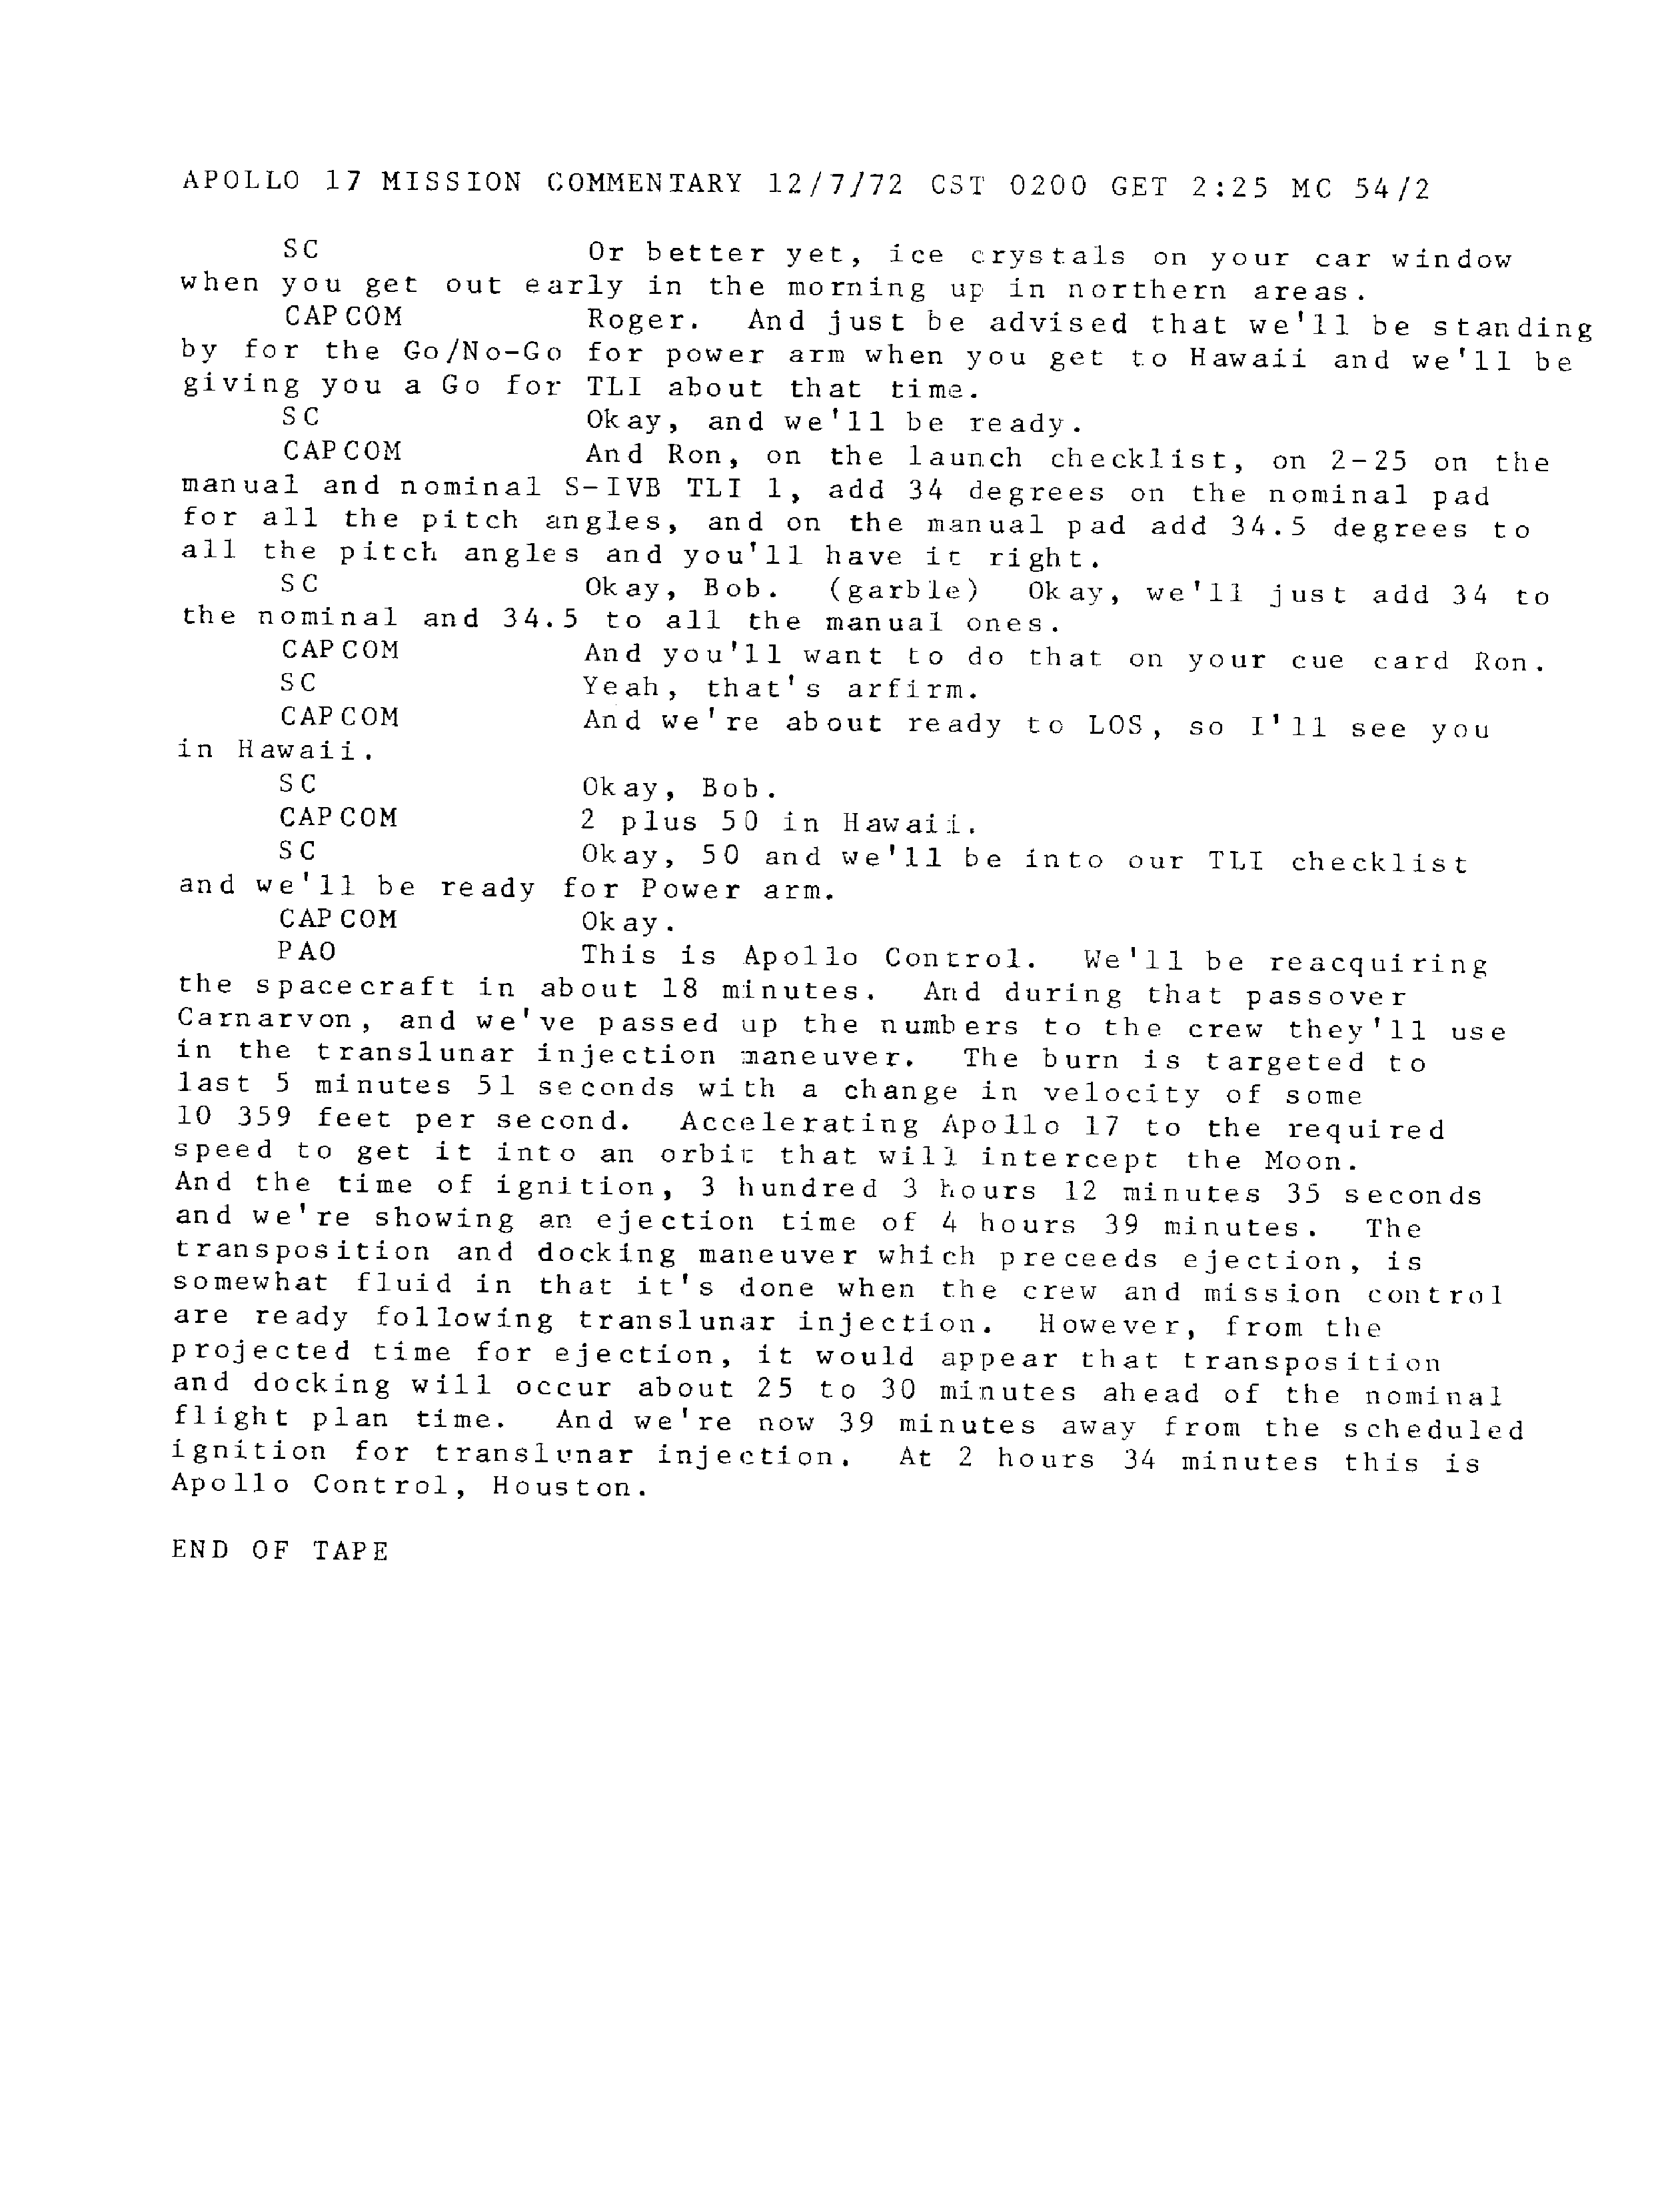 APOLLO 17 MISSION COMMENTARY 12/7/72 CST 0200 GET 2:25 MC 54/2
SC Or better yet, ice crystals on your car window
when you get out early in the morning up in northern areas.
CAPCOM Roger. And just be advised that we'll be standing
by for the Go/No-Go for power arm when you get to Hawaii and we'll be
giving you a Go for TLI about that time.
SC Okay, and we'll be ready.
CAPCOM And Ron, on the launch checklist, on 2-25 on the
manual and nominal S-IVB TLI 1, add 34 degrees on the nominal pad
for all the pitch angles, and on the manual pad add 34.5 degrees to
all the pitch angles and you'll have it right.
SC Okay, Bob. (garble) Okay, we'll just add 34 to
the nominal and 34.5 to all the manual ones.
CAPCOM And you'll want to do that on your cue card Ron.
SC Yeah, that's arfirm.
CAPCOM And we're about ready to LOS, so I'll see you
in Hawaii.
SC Okay, Bob.
CAPCOM 2 plus 50 in Hawaii.
SC Okay, 50 and we'll be into our TLI checklist
and we'll be ready for Power arm.
CAPCOM Okay.
PAO This is Apollo Control. We'll be reacquiring
the spacecraft in about 18 minutes. And during that passover
Carnarvon, and we've passed up the numbers to the crew they'll use
in the translunar injection maneuver. The burn is targeted to
last 5 minutes 51 seconds with a change in velocity of some
10 359 feet per second. Accelerating Apollo 17 to the required
speed to get it into an orbit that will intercept the Moon.
And the time of ignition, 3 hundred 3 hours 12 minutes 35 seconds
and we're showing an ejection time of 4 hours 39 minutes. The
transposition and docking maneuver which preceeds ejection, is
somewhat fluid in that it's done when the crew and mission control
are ready following translunar injection. However, from the
projected time for ejection, it would appear that transposition
and docking will occur about 25 to 30 minutes ahead of the nominal
flight plan time. And we're now 39 minutes away from the scheduled
ignition for translunar injection. At 2 hours 34 minutes this is
Apollo Control, Houston.
END OF TAPE